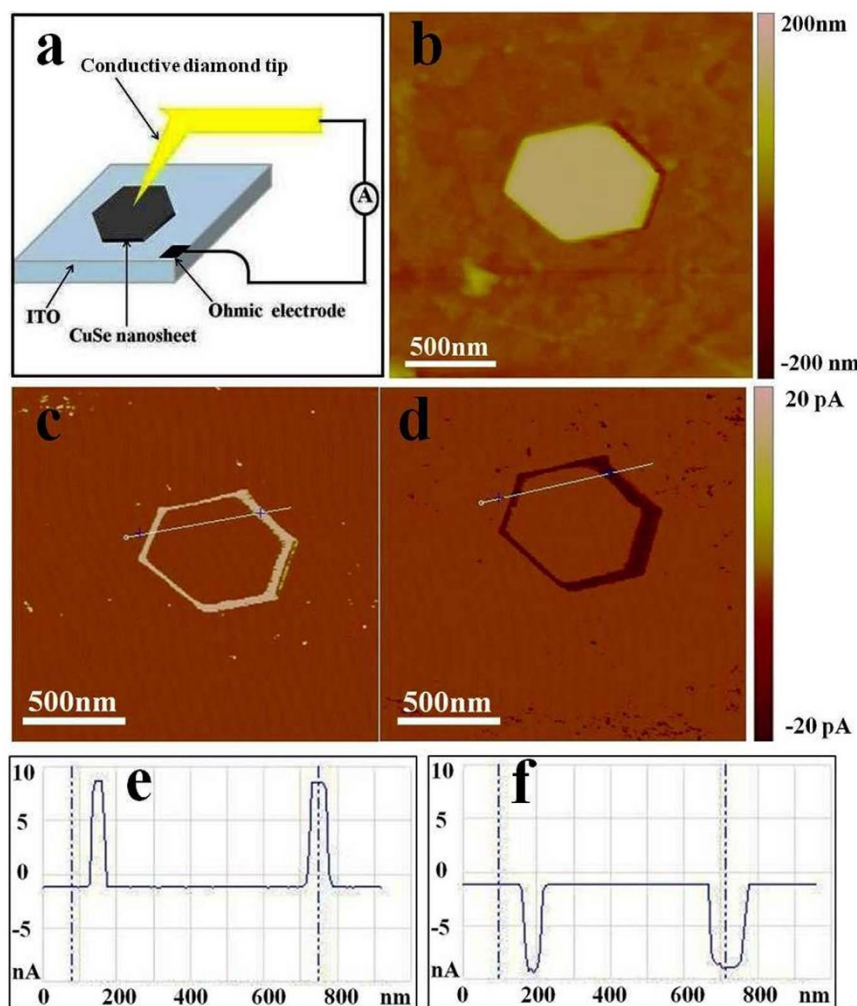 a
Conductive diamond tip
A
ITO
Ohmic electrode
CuSe nanosheet
b
200nm
500nm
-200 nm
c
500nm
d
500nm
20 pA
-20 pA
e
10
5
0
-5
nA
0 200 400 600 800 nm
f
10
5
0
-5
nA
0 200 400 600 800 nm